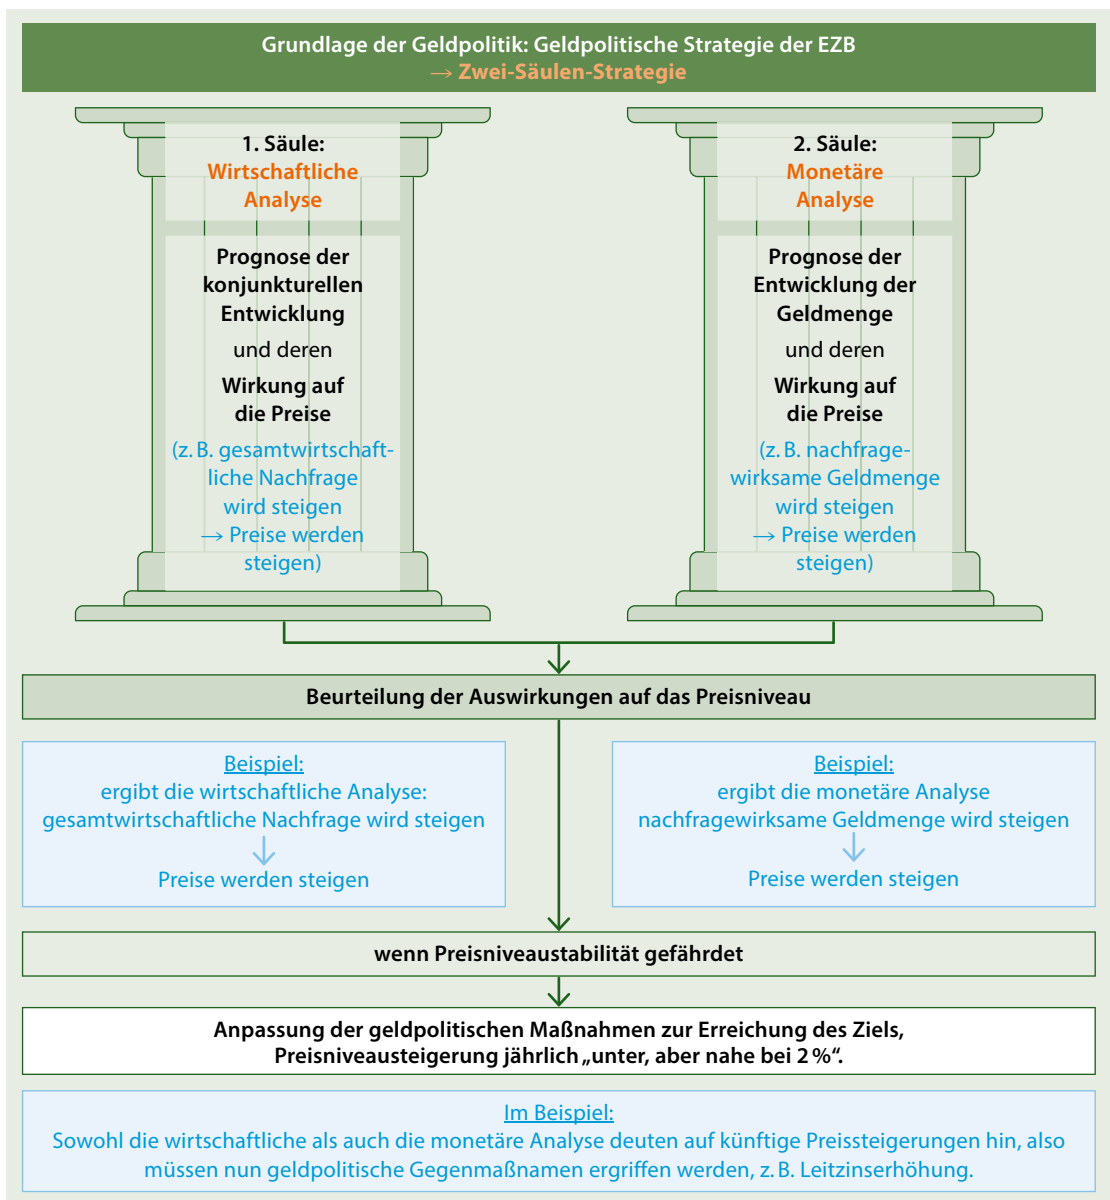 Grundlage der Geldpolitik: Geldpolitische Strategie der EZB
→ Zwei-Säulen-Strategie
1. Säule:
Wirtschaftliche
Analyse
Prognose der
konjunkturellen
Entwicklung
und deren
Wirkung auf
die Preise
(z. B. gesamtwirtschaft-
liche Nachfrage
wird steigen
→ Preise werden
steigen)
2. Säule:
Monetäre
Analyse
Prognose der
Entwicklung der
Geldmenge
und deren
Wirkung auf
die Preise
(z. B. nachfrage-
wirksame Geldmenge
wird steigen
→ Preise werden
steigen)
Beurteilung der Auswirkungen auf das Preisniveau
Beispiel:
ergibt die wirtschaftliche Analyse:
gesamtwirtschaftliche Nachfrage wird steigen
Preise werden steigen
Beispiel:
ergibt die monetäre Analyse
nachfragewirksame Geldmenge wird steigen
Preise werden steigen
wenn Preisniveaustabilität gefährdet
Anpassung der geldpolitischen Maßnahmen zur Erreichung des Ziels,
Preisniveausteigerung jährlich „unter, aber nahe bei 2 %“.
Im Beispiel:
Sowohl die wirtschaftliche als auch die monetäre Analyse deuten auf künftige Preissteigerungen hin, also
müssen nun geldpolitische Gegenmaßnamen ergriffen werden, z. B. Leitzinserhöhung.